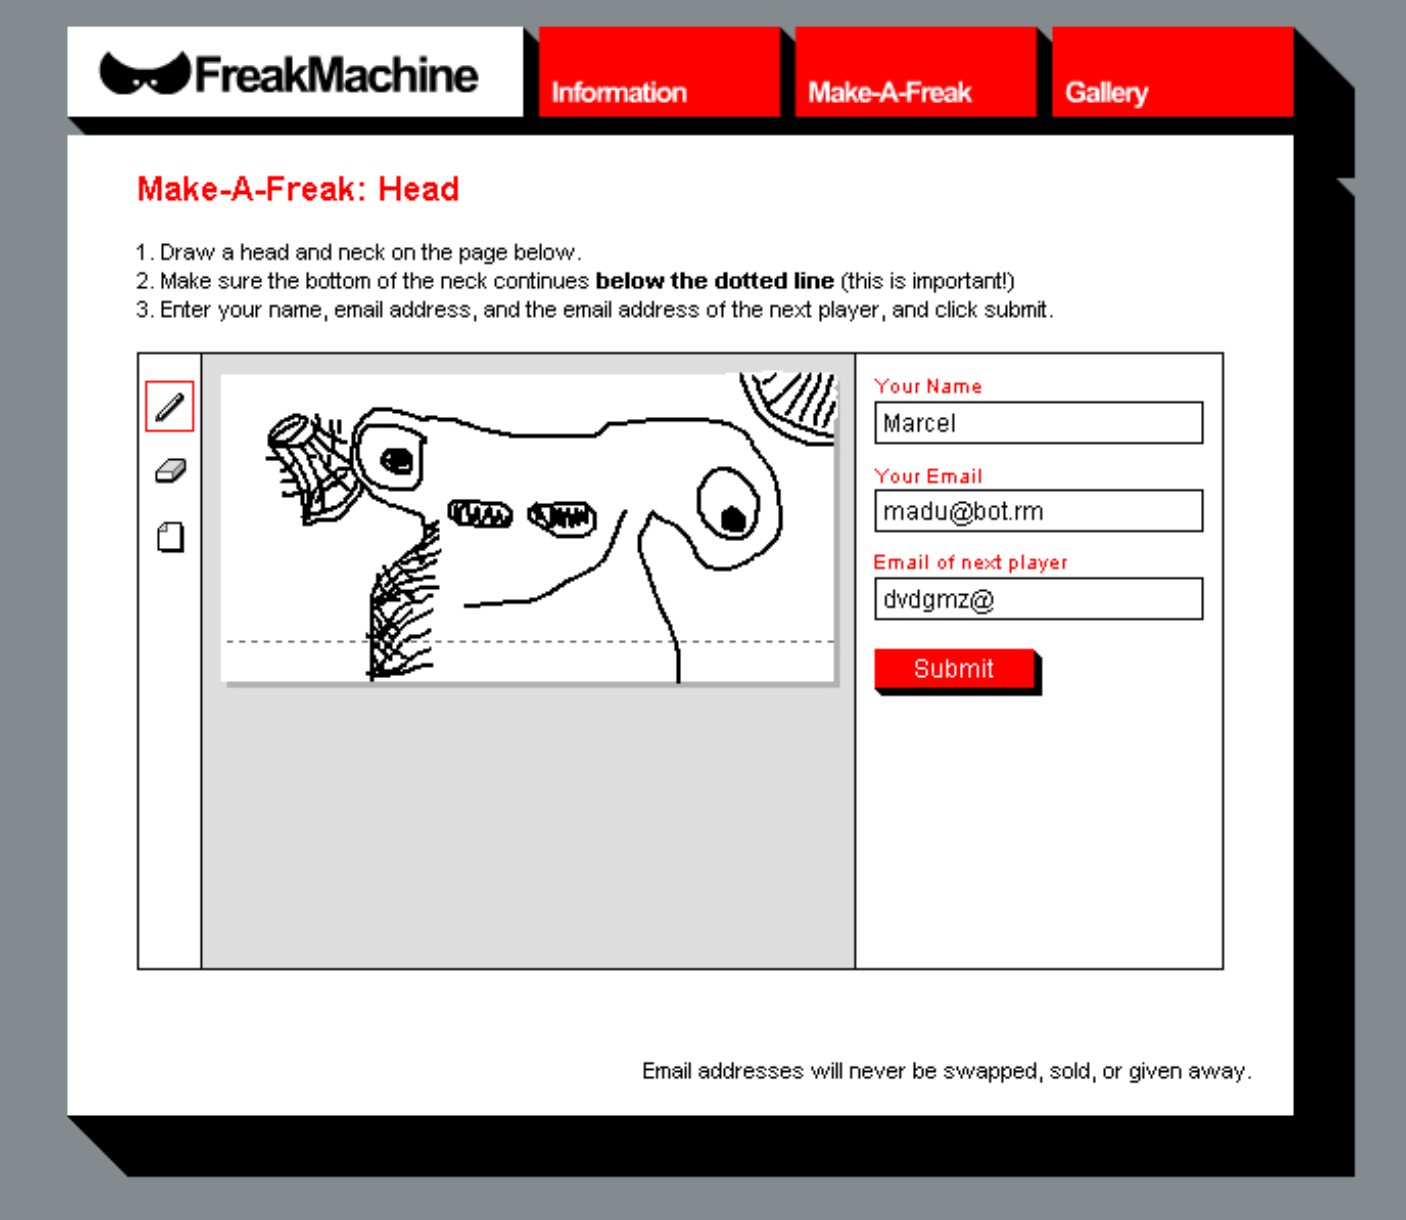 FreakMachine
Information
Make-A-Freak
Gallery
Make-A-Freak: Head
1. Draw a head and neck on the page below.
2. Make sure the bottom of the neck continues below the dotted line (this is important!)
3. Enter your name, email address, and the email address of the next player, and click submit.
Your Name
Marcel
Your Email
madu@bot.rm
Email of next player
dvdgmz@
Submit
Email addresses will never be swapped, sold, or given away.